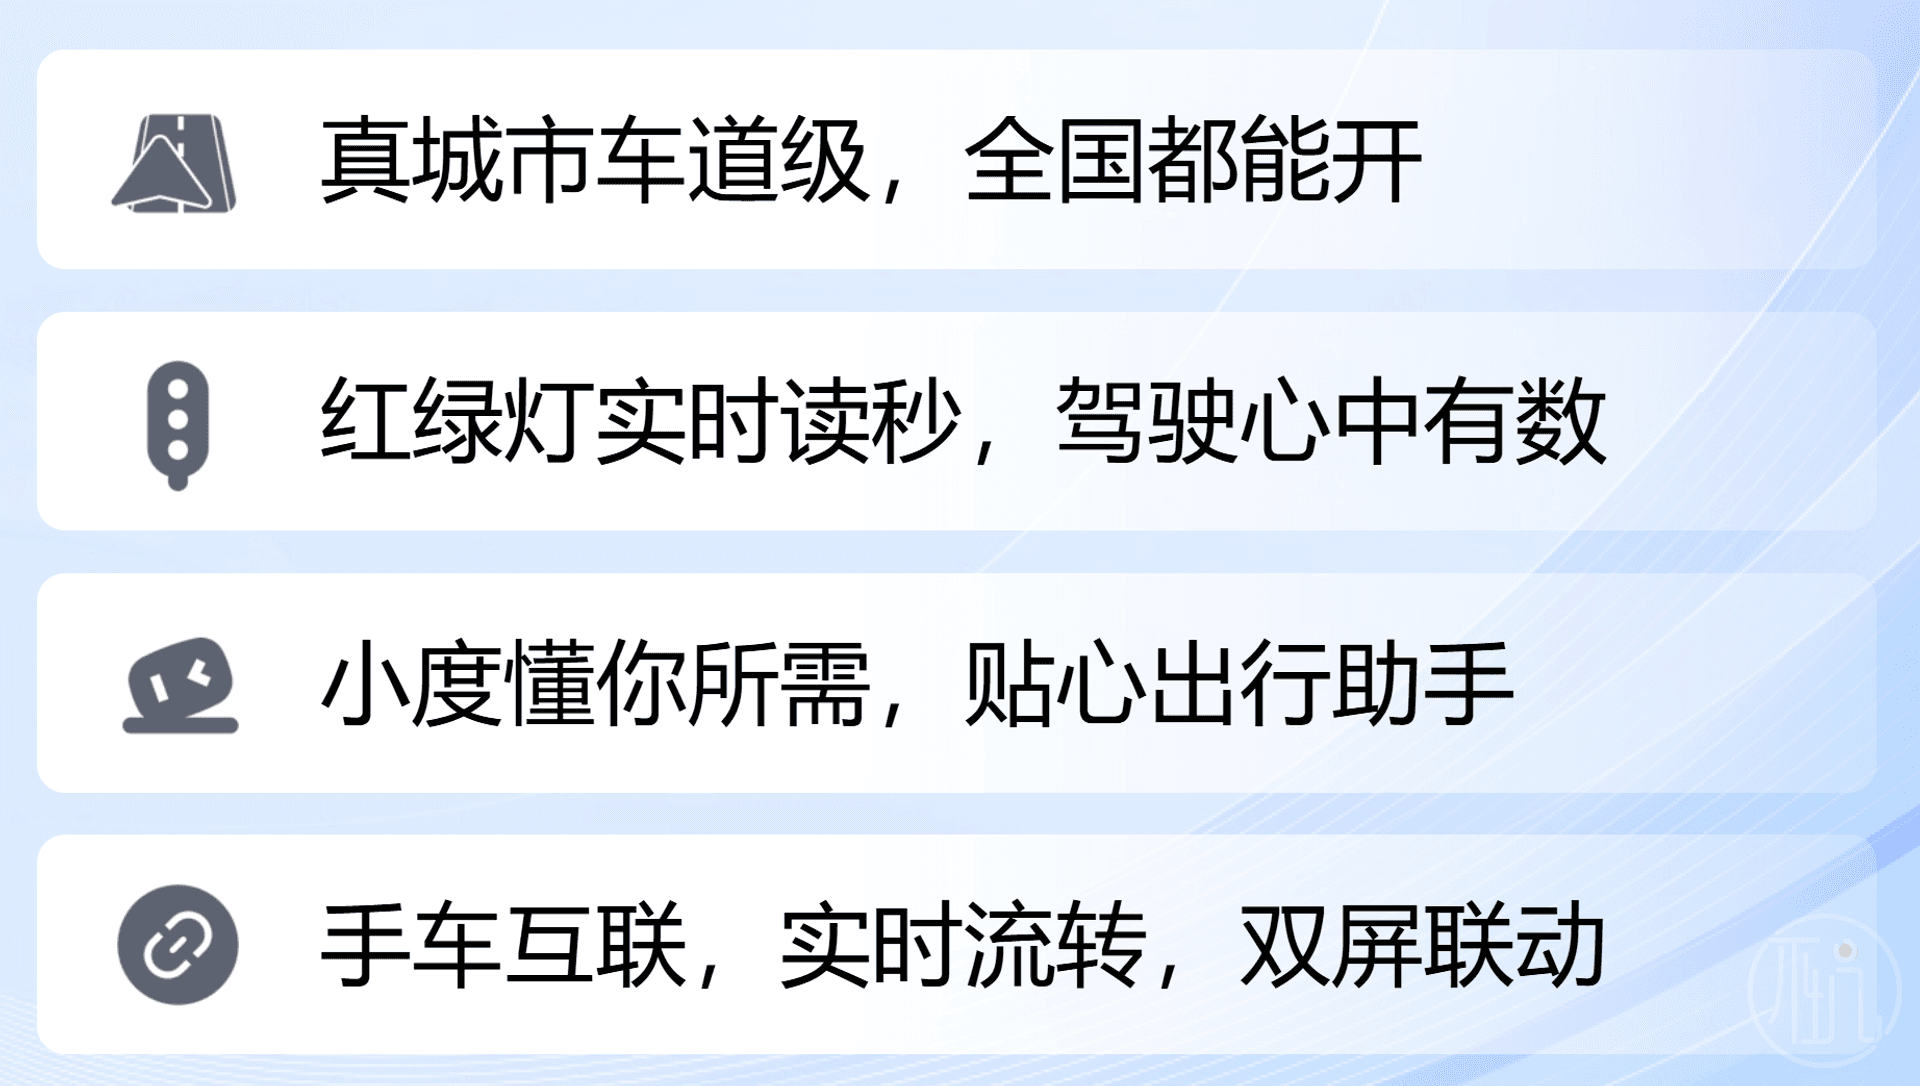 真城市车道级，全国都能开
红绿灯实时读秒，驾驶心中有数
小度懂你所需，贴心出行助手
手车互联，实时流转，双屏联动